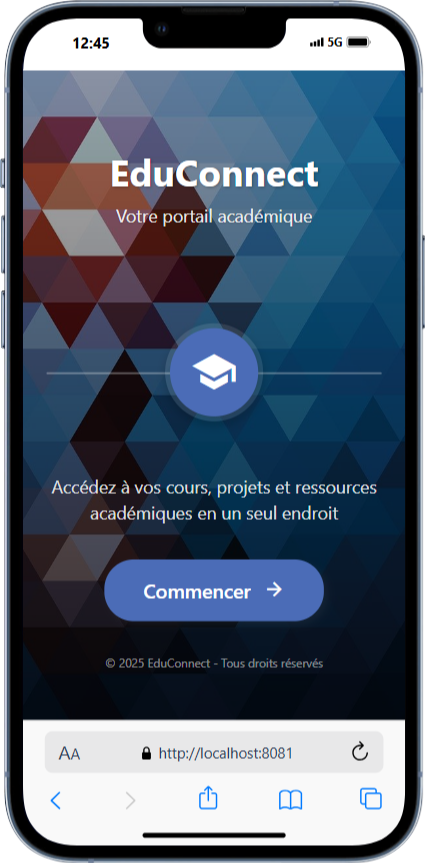 12:45
5G
EduConnect
Votre portail académique
Accédez à vos cours, projets et ressources
académiques en un seul endroit
Commencer →
© 2025 EduConnect - Tous droits réservés
AA
http://localhost:8081